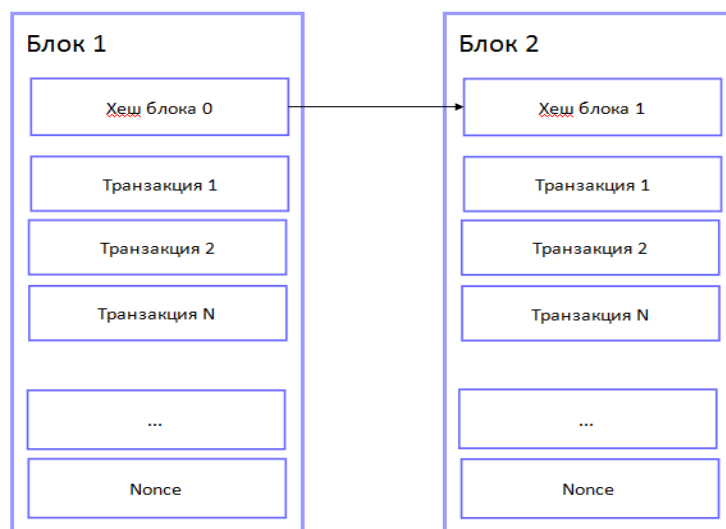 Блок 1
Хеш блока 0
Транзакция 1
Транзакция 2
Транзакция N
...
Nonce
Блок 2
Хеш блока 1
Транзакция 1
Транзакция 2
Транзакция N
...
Nonce